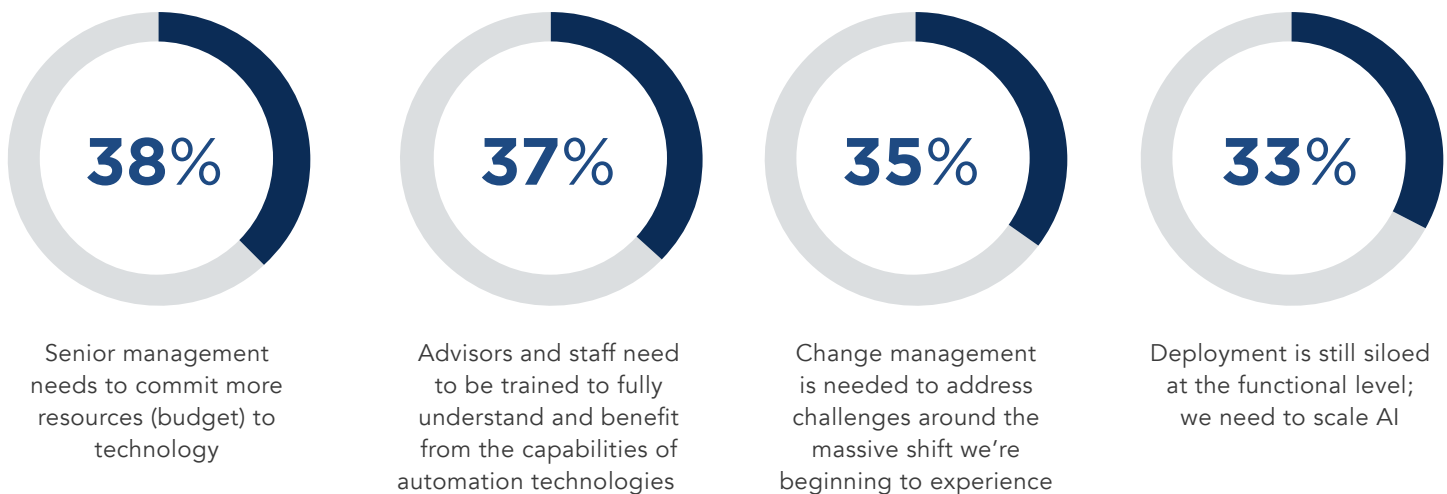 38%
Senior management
needs to commit more
resources (budget) to
technology
37%
Advisors and staff need
to be trained to fully
understand and benefit
from the capabilities of
automation technologies
35%
Change management
is needed to address
challenges around the
massive shift we’re
beginning to experience
33%
Deployment is still siloed
at the functional level;
we need to scale AI